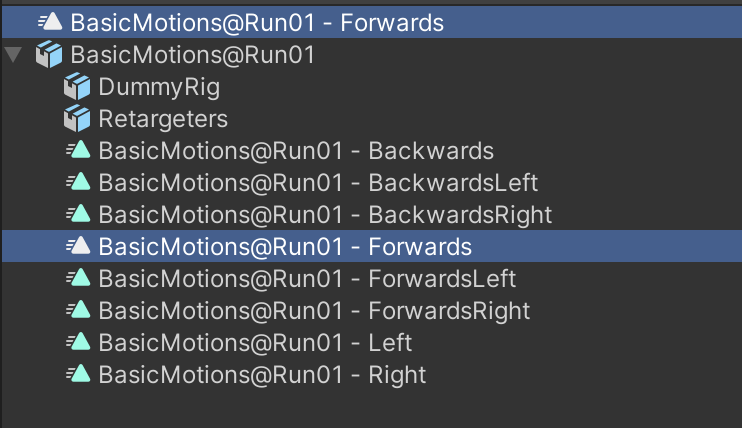 BasicMotions@Run01 - Forwards
BasicMotions@Run01
DummyRig
Retargeters
BasicMotions@Run01 - Backwards
BasicMotions@Run01 - BackwardsLeft
BasicMotions@Run01 - BackwardsRight
BasicMotions@Run01 - Forwards
BasicMotions@Run01 - ForwardsLeft
BasicMotions@Run01 - ForwardsRight
BasicMotions@Run01 - Left
BasicMotions@Run01 - Right